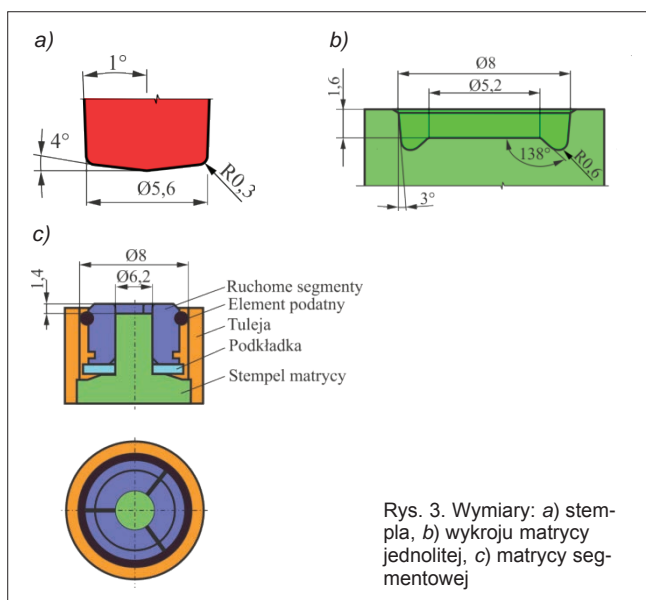 a)
1°
4°
Ø5,6
R0,3
b)
Ø8
Ø5,2
1,6
138°
R0,6
3°
c)
Ø8
Ø6,2
1,4
Ruchome segmenty
Element podatny
Tuleja
Podkładka
Stempel matrycy
Rys. 3. Wymiary: a) stem-
pla, b) wykroju matrycy
jednolitej, c) matrycy seg-
mentowej